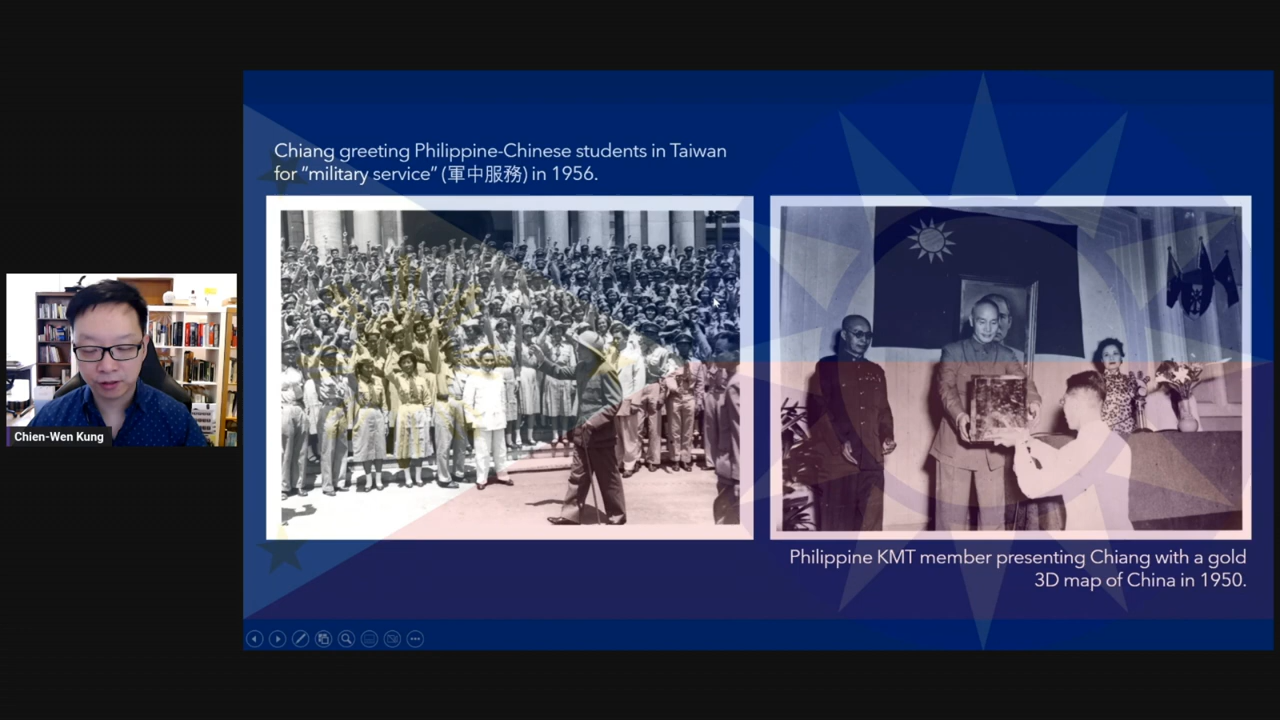 Chiang greeting Philippine-Chinese students in Taiwan
for “military service” (軍中服務) in 1956.
Chien-Wen Kung
Philippine KMT member presenting Chiang with a gold
3D map of China in 1950.